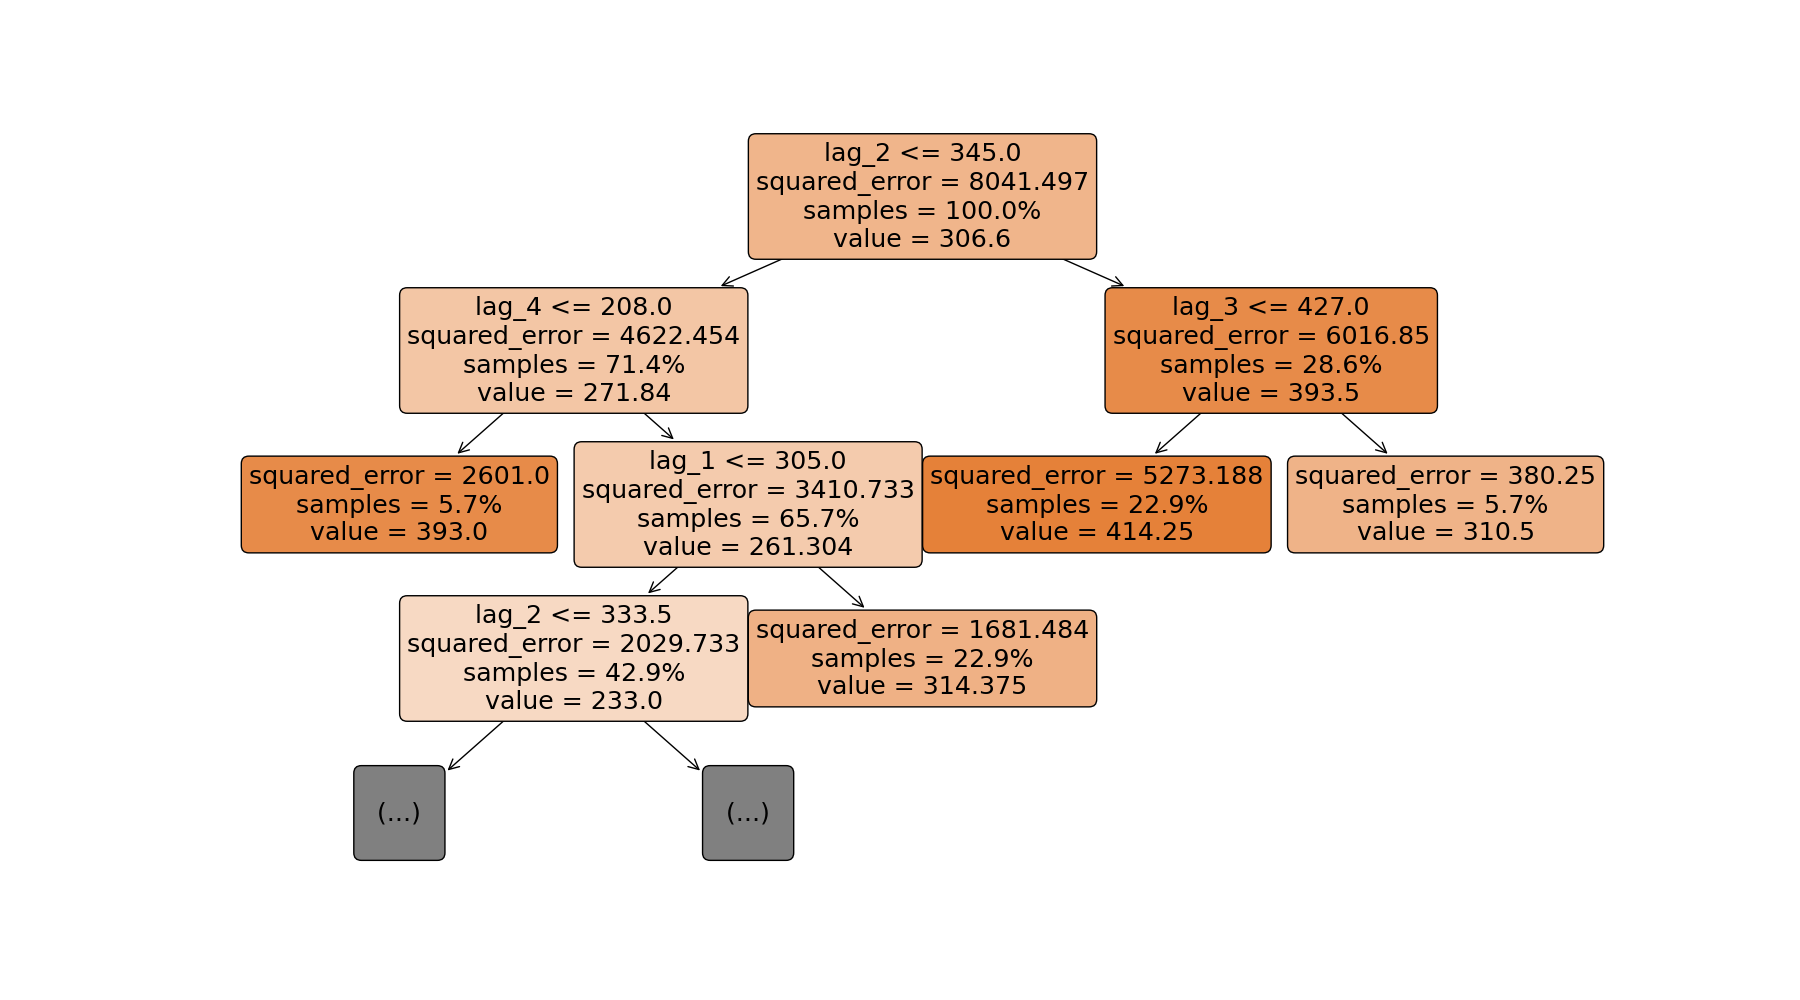 lag_2 <= 345.0
squared_error = 8041.497
samples = 100.0%
value = 306.6
lag_4 <= 208.0
squared_error = 4622.454
samples = 71.4%
value = 271.84
lag_3 <= 427.0
squared_error = 6016.85
samples = 28.6%
value = 393.5
squared_error = 2601.0
samples = 5.7%
value = 393.0
lag_1 <= 305.0
squared_error = 3410.733
samples = 65.7%
value = 261.304
squared_error = 5273.188
samples = 22.9%
value = 414.25
squared_error = 380.25
samples = 5.7%
value = 310.5
lag_2 <= 333.5
squared_error = 2029.733
samples = 42.9%
value = 233.0
squared_error = 1681.484
samples = 22.9%
value = 314.375
(...)
(...)